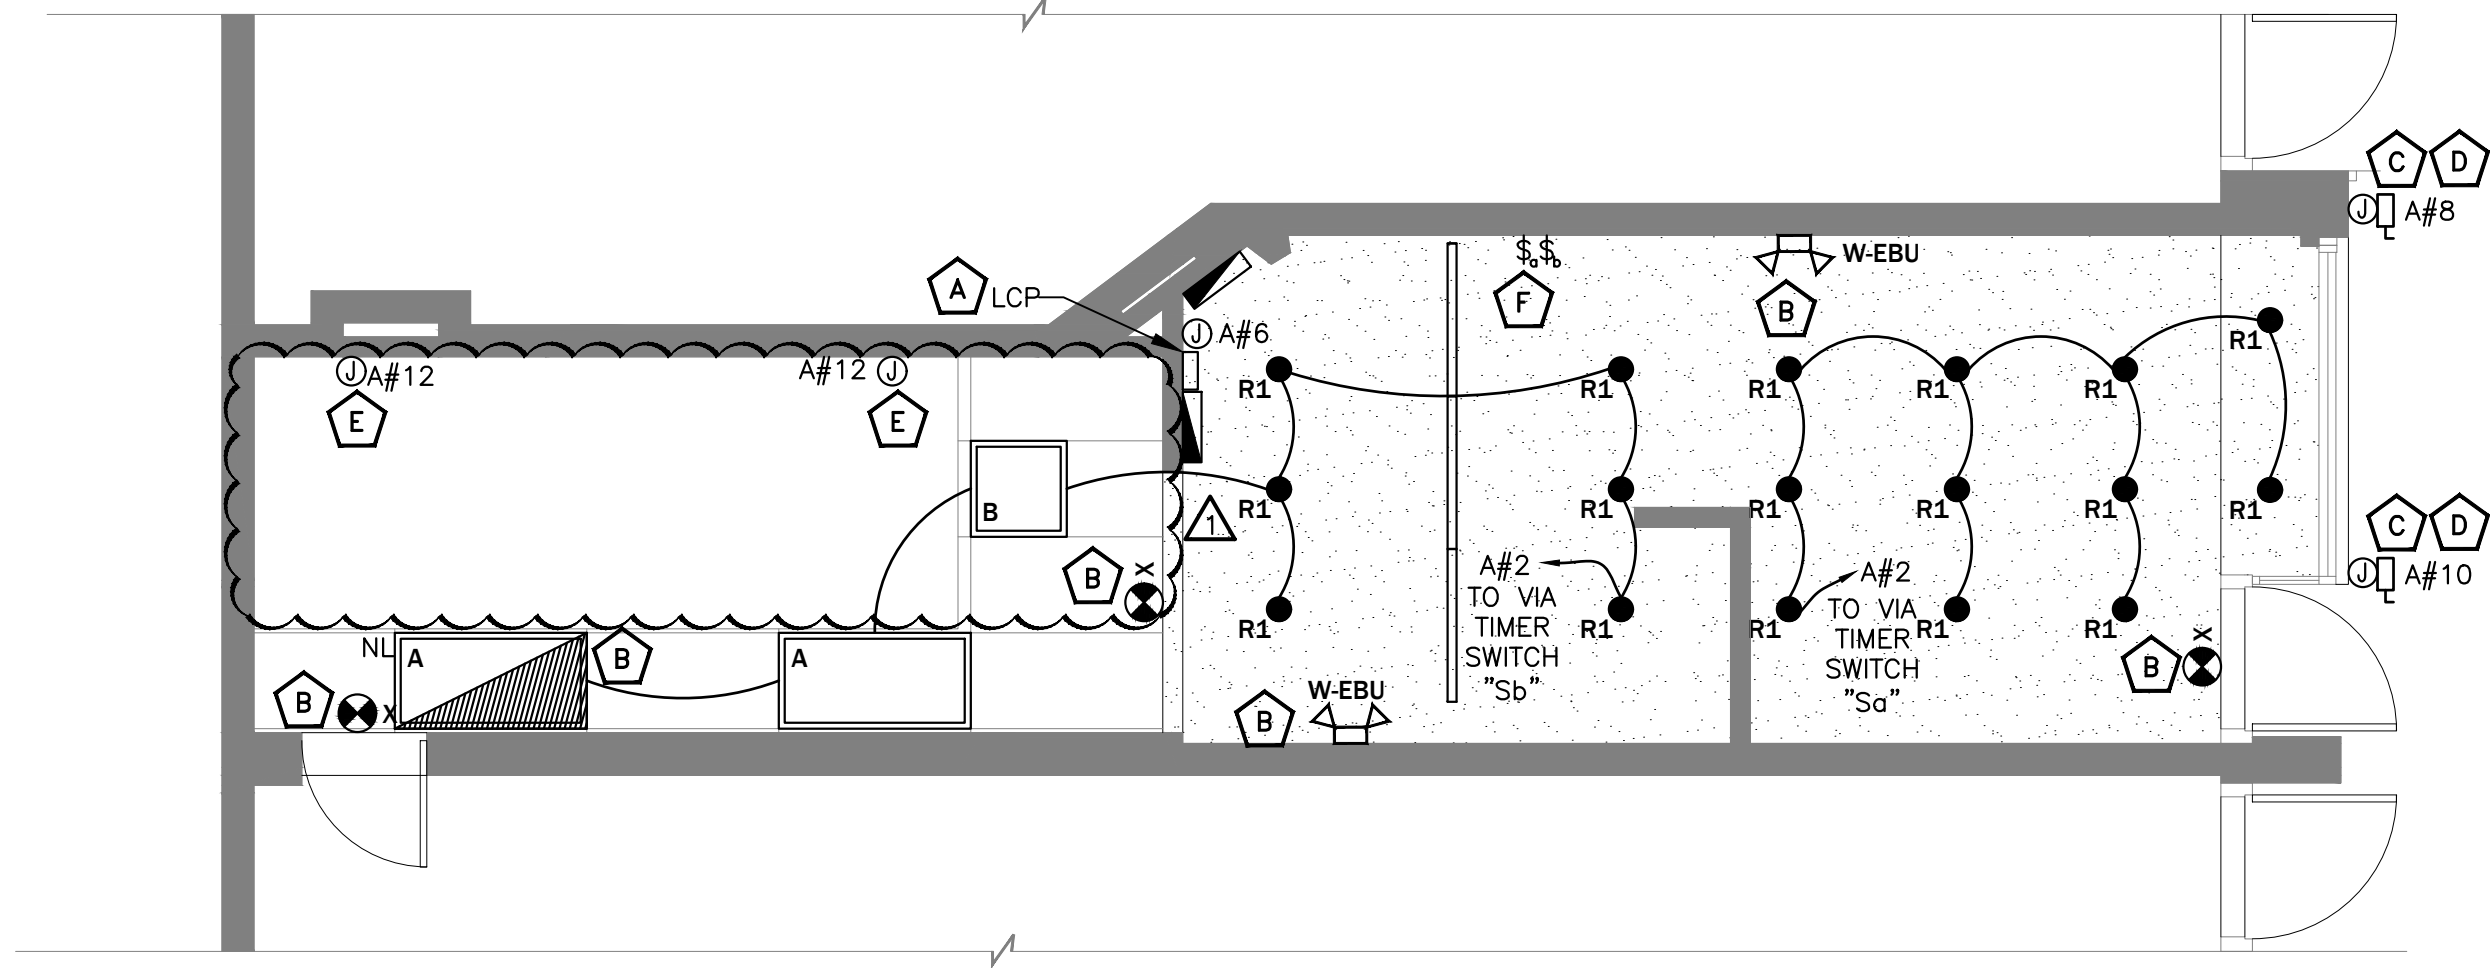 C
D
J
A#8
$a$b
W-EBU
F
B
A
LCP
J
A#6
R1
J
A#12
A#12
J
R1
R1
R1
R1
R1
E
E
B
R1
R1
R1
R1
R1
R1
1
C
D
J
A#10
B
X
A#2
TO VIA
TIMER
SWITCH
"Sb"
A#2
TO VIA
TIMER
SWITCH
"Sa"
R1
R1
R1
R1
R1
X
B
NL
A
B
A
B
X
B
W-EBU